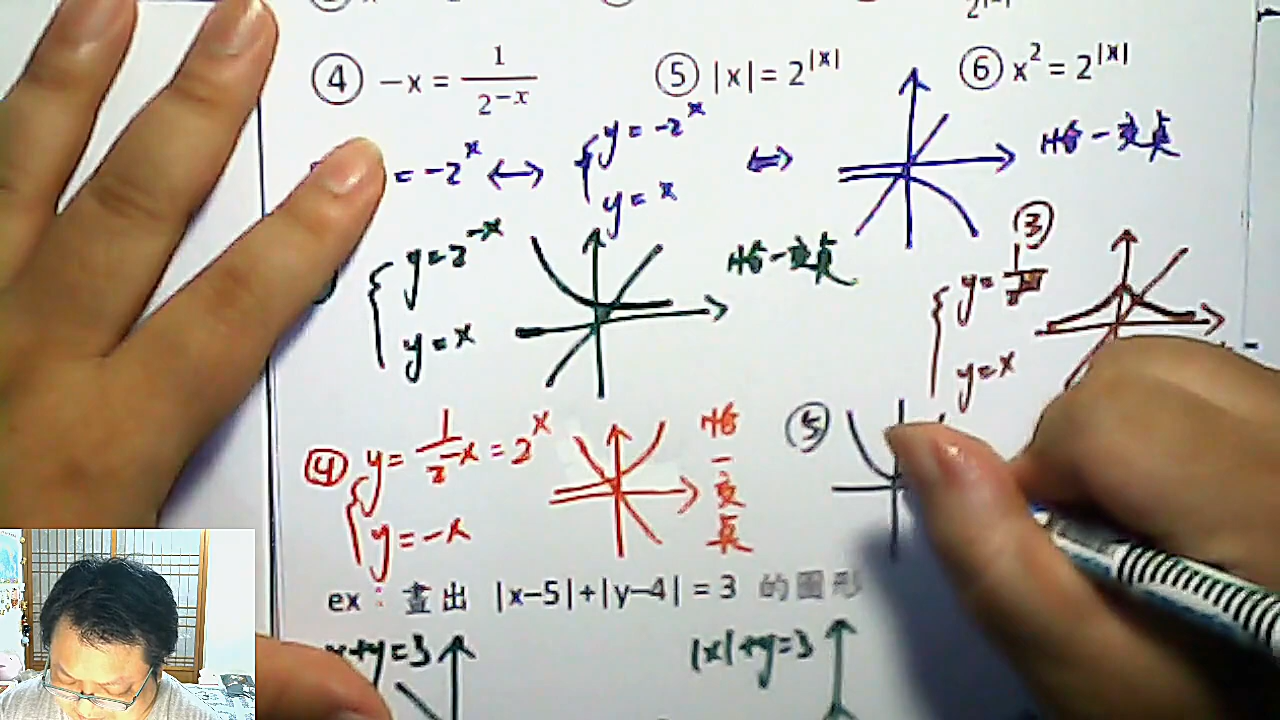 ④ −x = 1/2^{−x} ⑤ |x| = 2^{|x|} ⑥ x² = 2^{|x|}
= −2^x ↔ { y = −2^x ⇔ 恰一交点
y = x
{ y = 2^{−x} 恰一交点
y = x
③ { y =
y = x
④ { y = 1/2^{−x} = 2^x 恰一交点
y = −x
⑤
ex：畫出 |x−5|+|y−4| = 3 的圖形
x+y=3 |x|+y=3